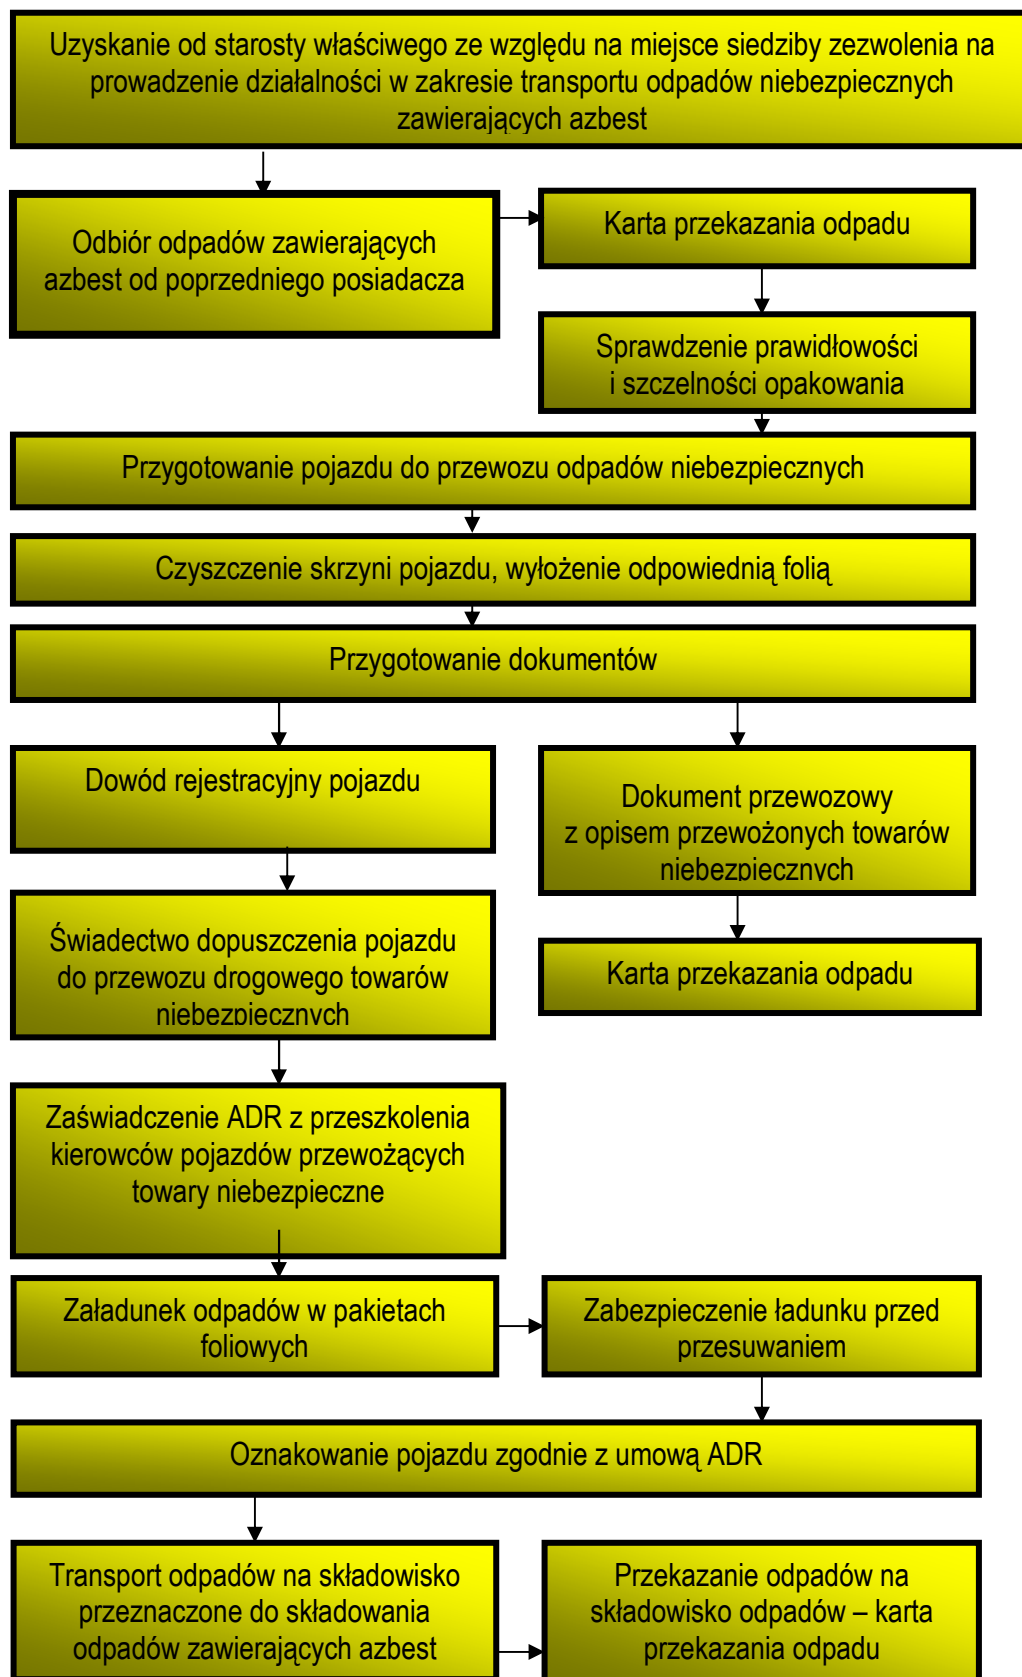 Uzyskanie od starosty właściwego ze względu na miejsce siedziby zezwolenia na
prowadzenie działalności w zakresie transportu odpadów niebezpiecznych
zawierających azbest
Odbiór odpadów zawierających
azbest od poprzedniego posiadacza
Karta przekazania odpadu
Sprawdzenie prawidłowości
i szczelności opakowania
Przygotowanie pojazdu do przewozu odpadów niebezpiecznych
Czyszczenie skrzyni pojazdu, wyłożenie odpowiednią folią
Przygotowanie dokumentów
Dowód rejestracyjny pojazdu
Dokument przewozowy
z opisem przewożonych towarów
niebezpiecznych
Świadectwo dopuszczenia pojazdu
do przewozu drogowego towarów
niebezpiecznych
Karta przekazania odpadu
Zaświadczenie ADR z przeszkolenia
kierowców pojazdów przewożących
towary niebezpieczne
Załadunek odpadów w pakietach
foliowych
Zabezpieczenie ładunku przed
przesuwaniem
Oznakowanie pojazdu zgodnie z umową ADR
Transport odpadów na składowisko
przeznaczone do składowania
odpadów zawierających azbest
Przekazanie odpadów na
składowisko odpadów – karta
przekazania odpadu